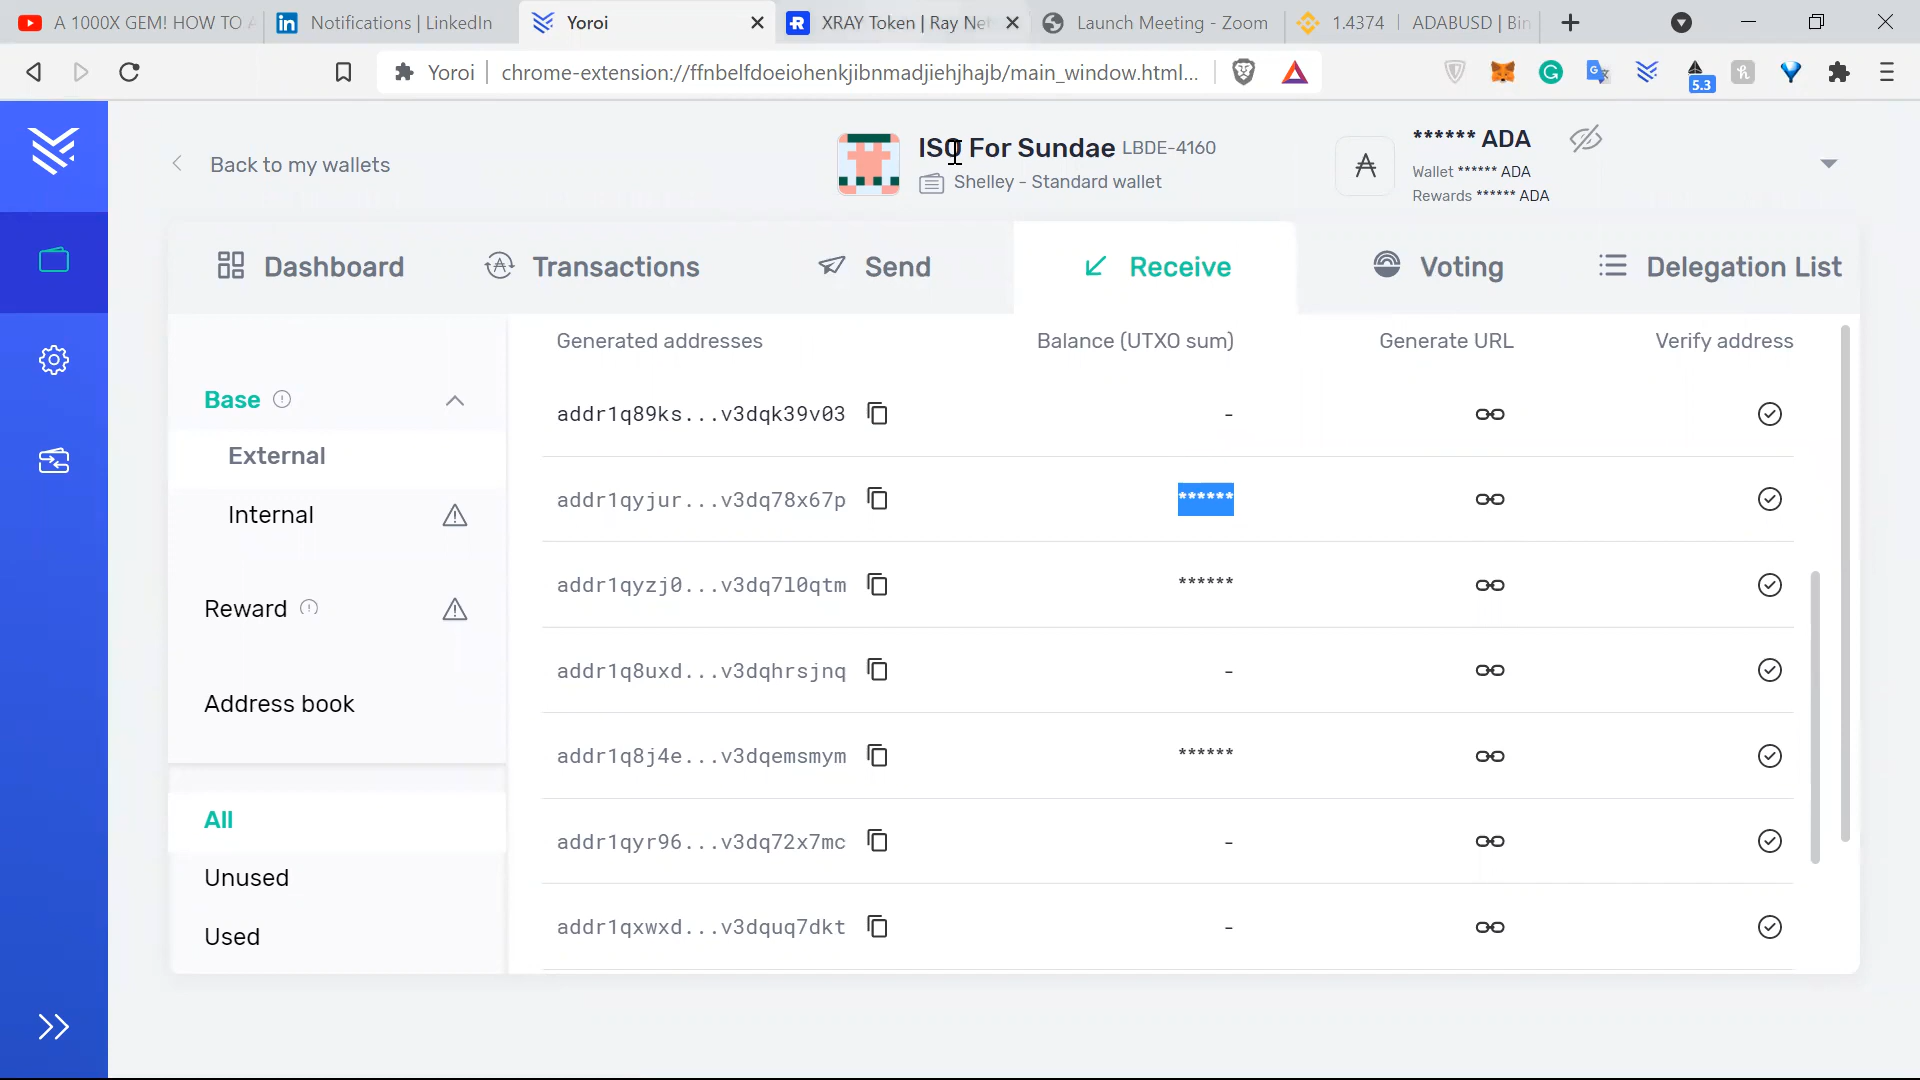 A 1000X GEM! HOW TO A
Notifications | LinkedIn
Yoroi
XRAY Token | Ray Net
Launch Meeting - Zoom
1.4374 | ADABUSD | Bin
Yoroi
chrome-extension://ffnbelfdoeiohenkjibnmadjiehjhajb/main_window.html...
5.3
Back to my wallets
ISO For Sundae LBDE-4160
Shelley - Standard wallet
****** ADA
Wallet ****** ADA
Rewards ****** ADA
Dashboard
Transactions
Send
Receive
Voting
Delegation List
Base
External
Internal
Reward
Address book
All
Unused
Used
Generated addresses Balance (UTXO sum) Generate URL Verify address
addr1q89ks...v3dqk39v03 -
addr1qyjur...v3dq78x67p ******
addr1qyzj0...v3dq7l0qtm ******
addr1q8uxd...v3dqhrsjnq -
addr1q8j4e...v3dqemsmym ******
addr1qyr96...v3dq72x7mc -
addr1qxwxd...v3dquq7dkt -